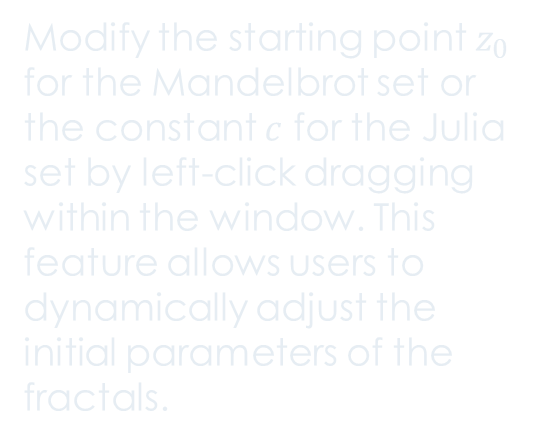 Modify the starting point z₀
for the Mandelbrot set or
the constant c for the Julia
set by left-click dragging
within the window. This
feature allows users to
dynamically adjust the
initial parameters of the
fractals.